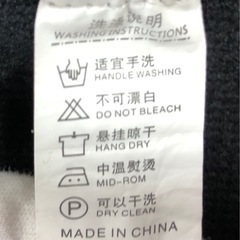 洗涤说明
WASHING INSTRUCTIONS
适宜手洗
HANDLE WASHING
不可漂白
DO NOT BLEACH
悬挂晾干
HANG DRY
中温熨烫
MID-ROM
P
可以干洗
DRY CLEAN
MADE IN CHINA